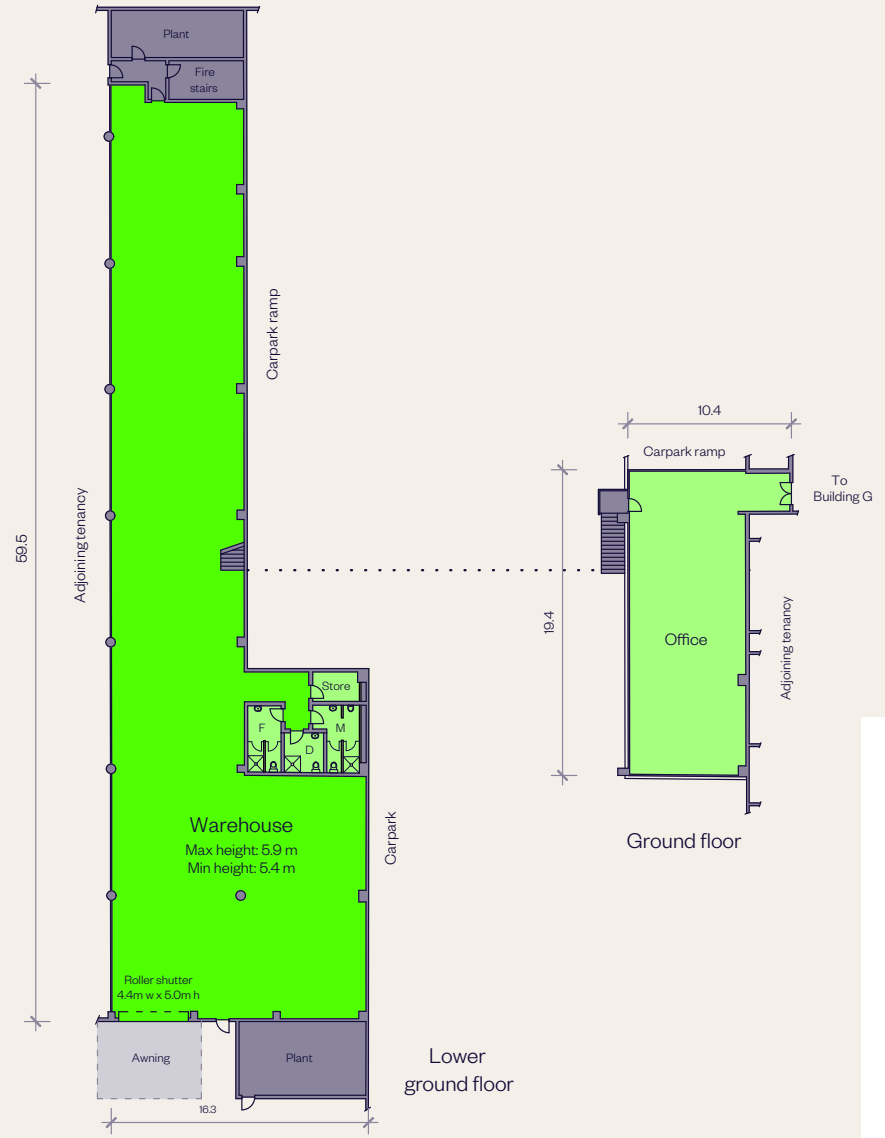 Plant
Fire
stairs
Carpark ramp
Adjoining tenancy
59.5
Store
F
M
D
Warehouse
Max height: 5.9 m
Min height: 5.4 m
Carpark
Roller shutter
4.4m w x 5.0m h
Awning
Plant
Lower
ground floor
16.3
10.4
Carpark ramp
To
Building G
19.4
Office
Adjoining tenancy
Ground floor